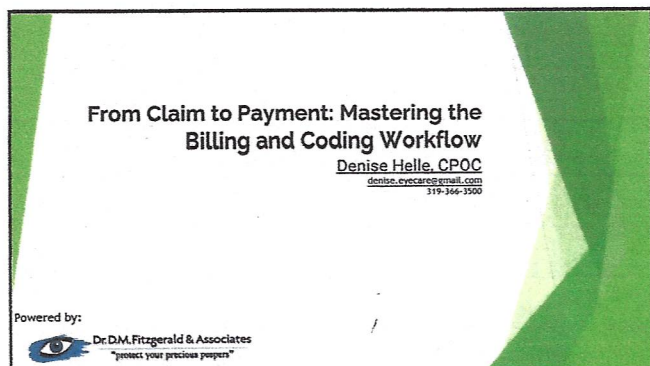 From Claim to Payment: Mastering the
Billing and Coding Workflow
Denise Helle, CPOC
denise.eyecare@gmail.com
319-366-3500
Powered by:
Dr.D.M.Fitzgerald & Associates
"protect your precious peepers"